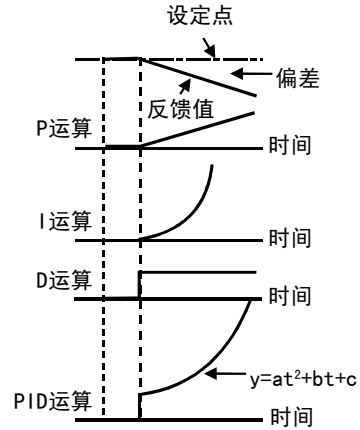 设定点
偏差
反馈值
P运算
时间
I运算
时间
D运算
时间
y=at²+bt+c
PID运算
时间